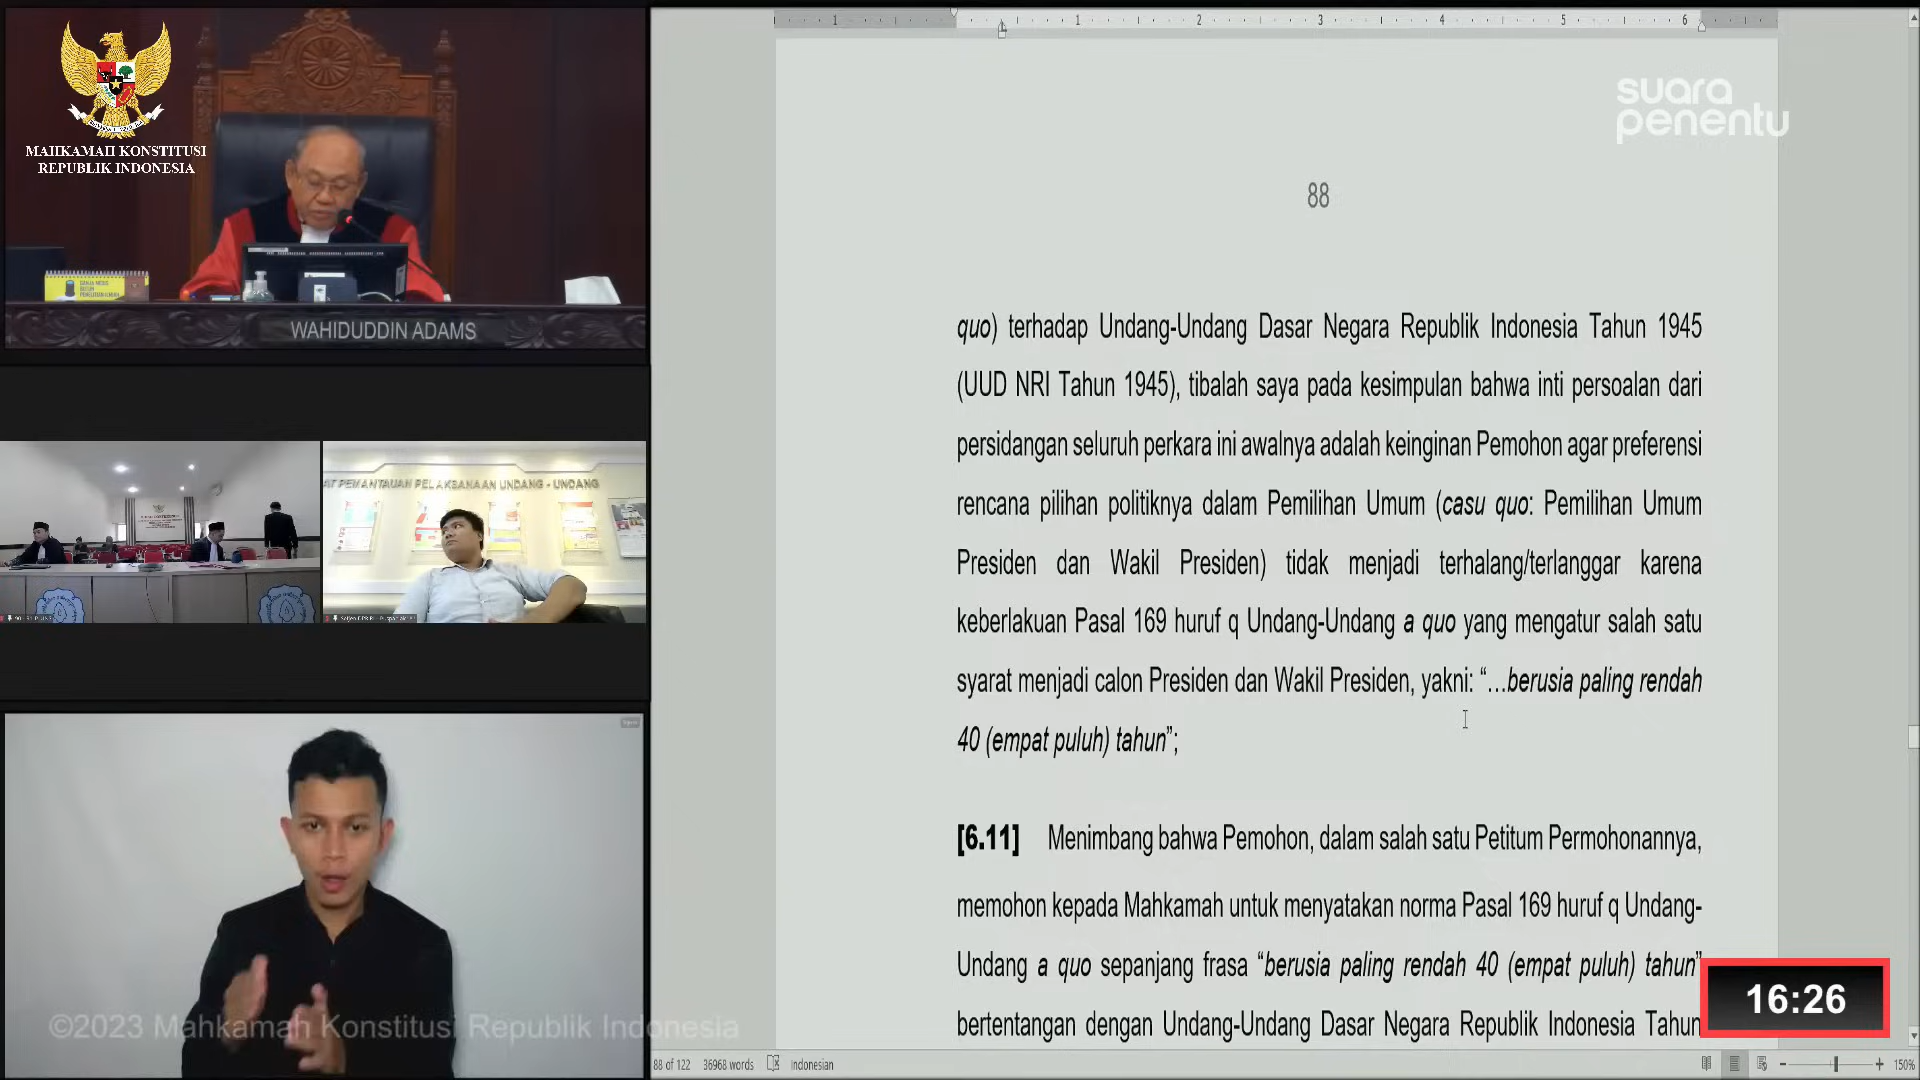 MAHKAMAH KONSTITUSI
REPUBLIK INDONESIA
WAHIDUDDIN ADAMS
AT PEMANTAUAN PELAKSANAAN UNDANG - UNDANG
©2023 Mahkamah Konstitusi Republik Indonesia
suara
penentu
88
quo) terhadap Undang-Undang Dasar Negara Republik Indonesia Tahun 1945
(UUD NRI Tahun 1945), tibalah saya pada kesimpulan bahwa inti persoalan dari
persidangan seluruh perkara ini awalnya adalah keinginan Pemohon agar preferensi
rencana pilihan politiknya dalam Pemilihan Umum (casu quo: Pemilihan Umum
Presiden dan Wakil Presiden) tidak menjadi terhalang/terlanggar karena
keberlakuan Pasal 169 huruf q Undang-Undang a quo yang mengatur salah satu
syarat menjadi calon Presiden dan Wakil Presiden, yakni: “…berusia paling rendah
40 (empat puluh) tahun”;
[6.11] Menimbang bahwa Pemohon, dalam salah satu Petitum Permohonannya,
memohon kepada Mahkamah untuk menyatakan norma Pasal 169 huruf q Undang-
Undang a quo sepanjang frasa “berusia paling rendah 40 (empat puluh) tahun”
bertentangan dengan Undang-Undang Dasar Negara Republik Indonesia Tahun
16:26
88 of 122 36968 words Indonesian
150%